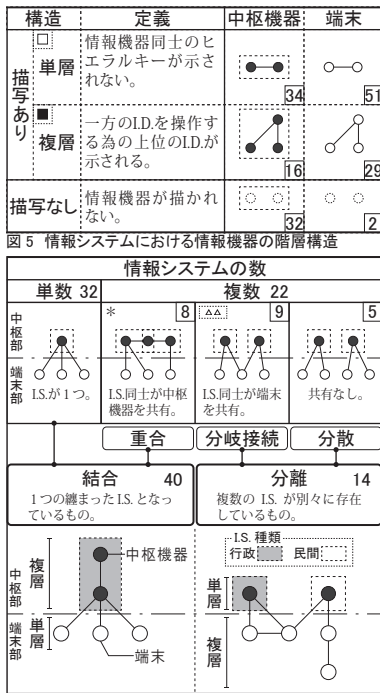 構造 定義 中枢機器 端末
描写あり
単層
情報機器同士のヒ
エラルキーが示さ
れない。
34 51
複層
一方のI.D.を操作す
る為の上位のI.D.が
示される。
16 29
描写なし
情報機器が描かれ
ない。
32 2
図5 情報システムにおける情報機器の階層構造
情報システムの数
単数 32 複数 22
中枢部
端末部
* 8 9 5
I.S.が1つ。
I.S.同士が中枢
機器を共有。
I.S.同士が端末
を共有。
共有なし。
重合 分岐接続 分散
結合 40
1つの纏まったI.S.となっ
ているもの。
分離 14
複数の I.S. が別々に存在
しているもの。
I.S. 種類
行政 民間
中枢部 複層 中枢機器
単層
端末部 単層
端末
複層